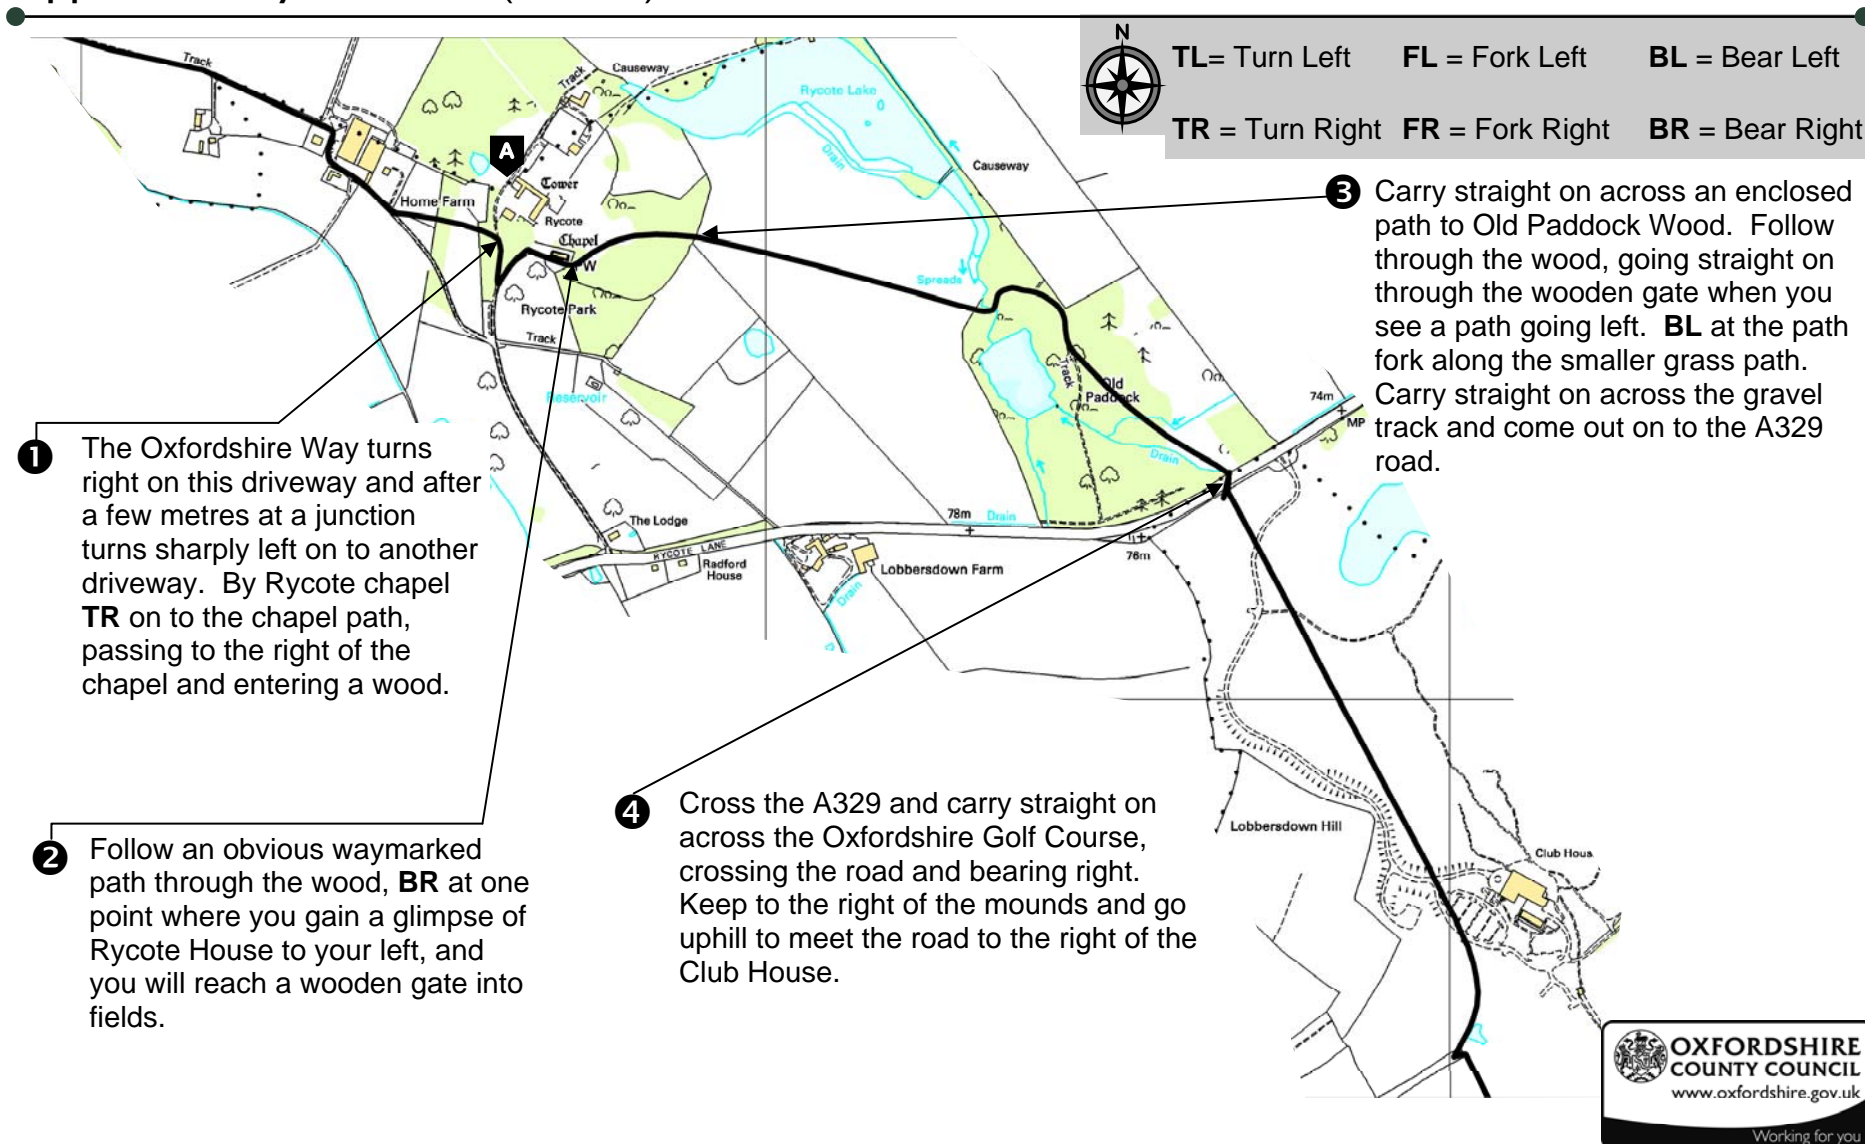 N
TL= Turn Left FL = Fork Left BL = Bear Left
TR = Turn Right FR = Fork Right BR = Bear Right
Track
Track
Causeway
Rycote Lake
Drain
Causeway
A
Tower
Home Farm
Rycote
Chapel
PW
Spreads
Rycote Park
Track
Reservoir
Track
Old
Paddock
74m
MP
Drain
The Lodge
RYCOTE LANE
Radford
House
78m
Drain
76m
Lobbersdown Farm
Drain
Lobbersdown Hill
Club Hous
3 Carry straight on across an enclosed
path to Old Paddock Wood. Follow
through the wood, going straight on
through the wooden gate when you
see a path going left. BL at the path
fork along the smaller grass path.
Carry straight on across the gravel
track and come out on to the A329
road.
1 The Oxfordshire Way turns
right on this driveway and after
a few metres at a junction
turns sharply left on to another
driveway. By Rycote chapel
TR on to the chapel path,
passing to the right of the
chapel and entering a wood.
2 Follow an obvious waymarked
path through the wood, BR at one
point where you gain a glimpse of
Rycote House to your left, and
you will reach a wooden gate into
fields.
4 Cross the A329 and carry straight on
across the Oxfordshire Golf Course,
crossing the road and bearing right.
Keep to the right of the mounds and go
uphill to meet the road to the right of the
Club House.
OXFORDSHIRE
COUNTY COUNCIL
www.oxfordshire.gov.uk
Working for you